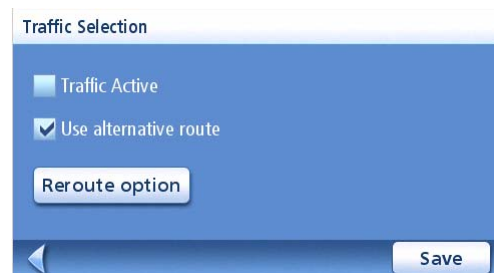 Traffic Selection
Traffic Active
Use alternative route
Reroute option
Save